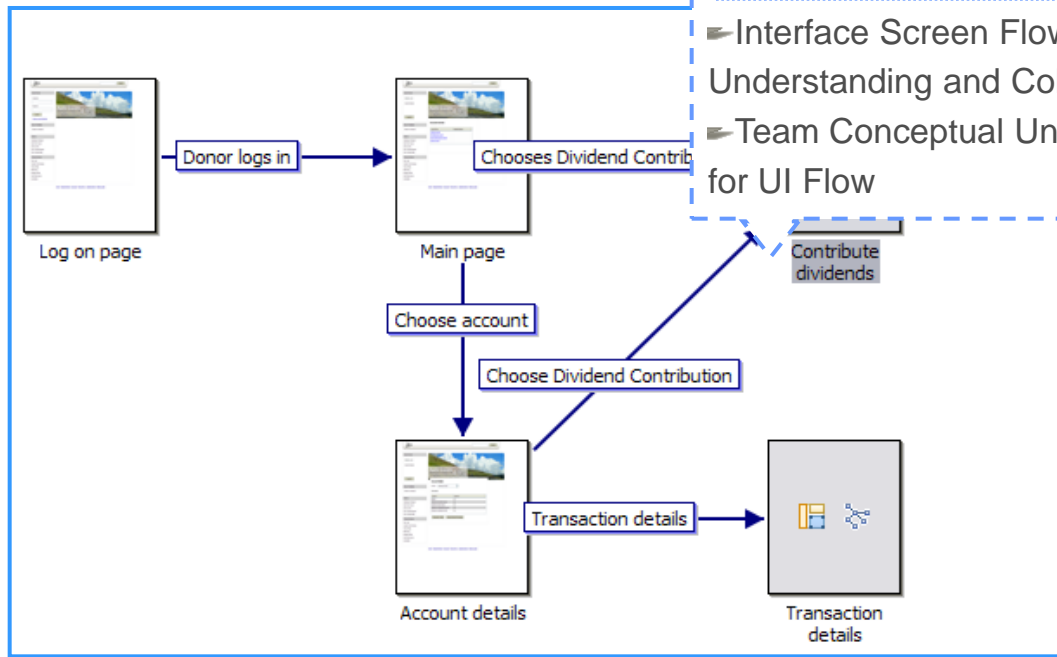 Interface Screen Flow
Understanding and Co
Team Conceptual Un
for UI Flow
Donor logs in
Chooses Dividend Contrib
Log on page
Main page
Contribute
dividends
Choose account
Choose Dividend Contribution
Transaction details
Account details
Transaction
details